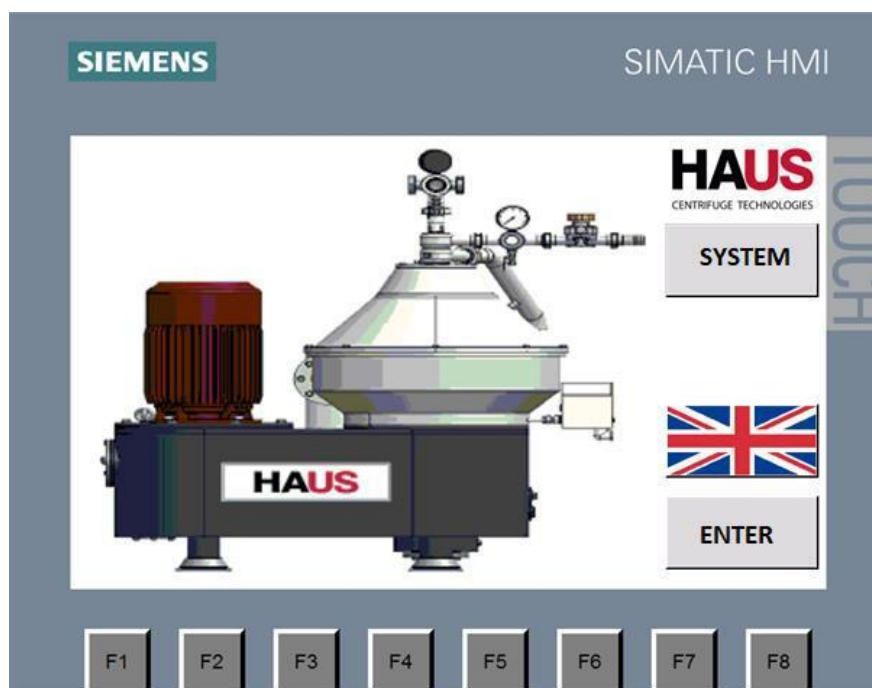 SIEMENS
SIMATIC HMI
TOUCH
HAUS
CENTRIFUGE TECHNOLOGIES
SYSTEM
HAUS
ENTER
F1 F2 F3 F4 F5 F6 F7 F8